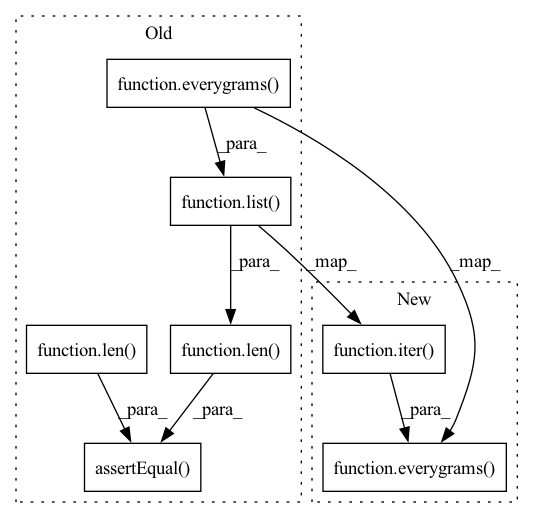 Old
function.everygrams()
_para_
function.list()
_para_
_map_
_map_
New
function.len()
function.len()
function.iter()
_para_
_para_
_para_
assertEqual()
function.everygrams()